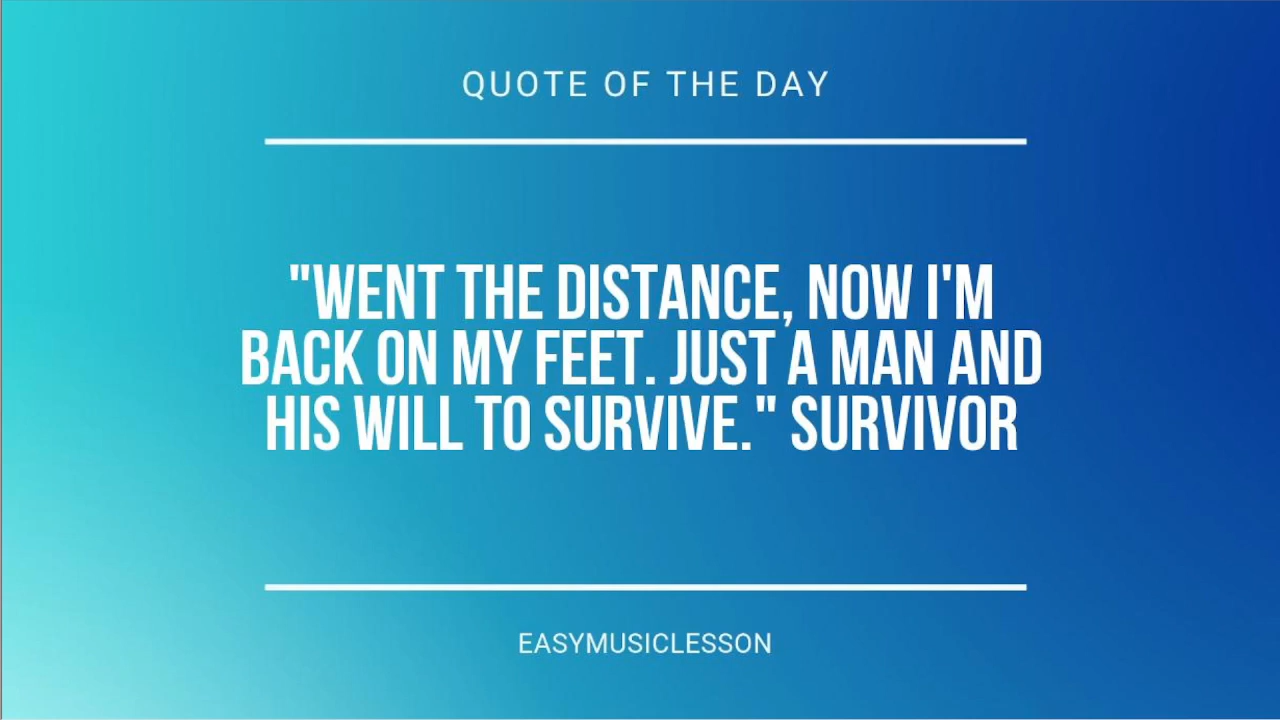 QUOTE OF THE DAY
"WENT THE DISTANCE, NOW I'M
BACK ON MY FEET. JUST A MAN AND
HIS WILL TO SURVIVE." SURVIVOR
EASYMUSICLESSON